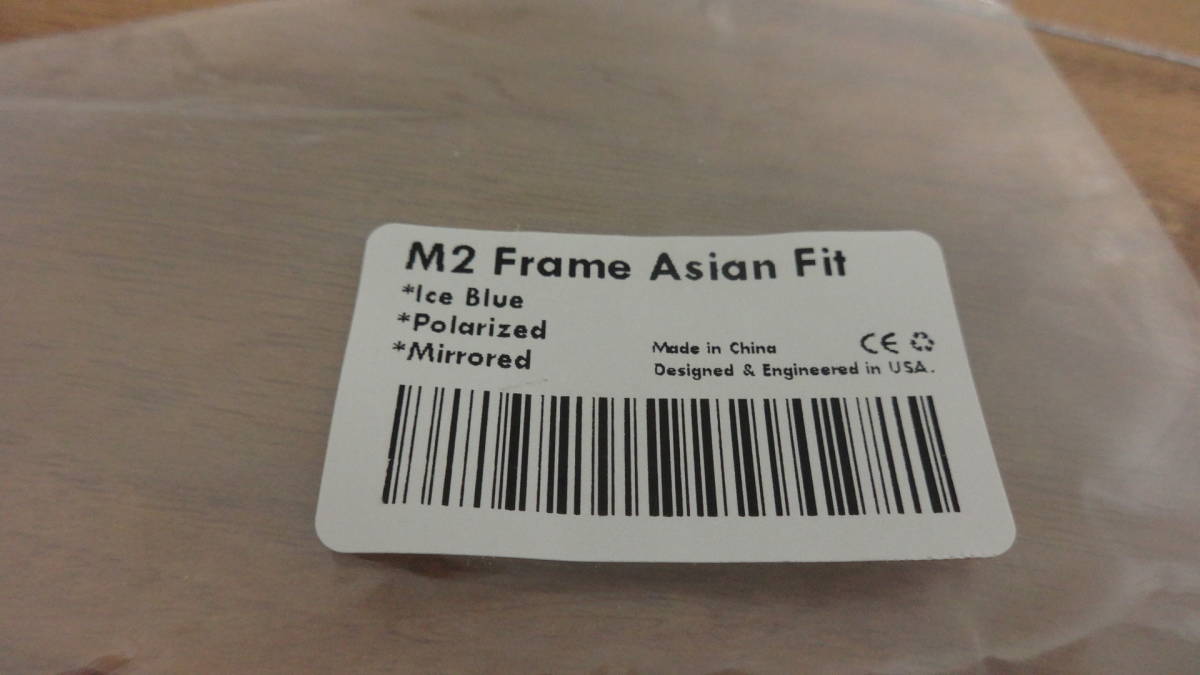 M2 Frame Asian Fit
*Ice Blue
*Polarized
*Mirrored
Made in China
CE
Designed & Engineered in USA.